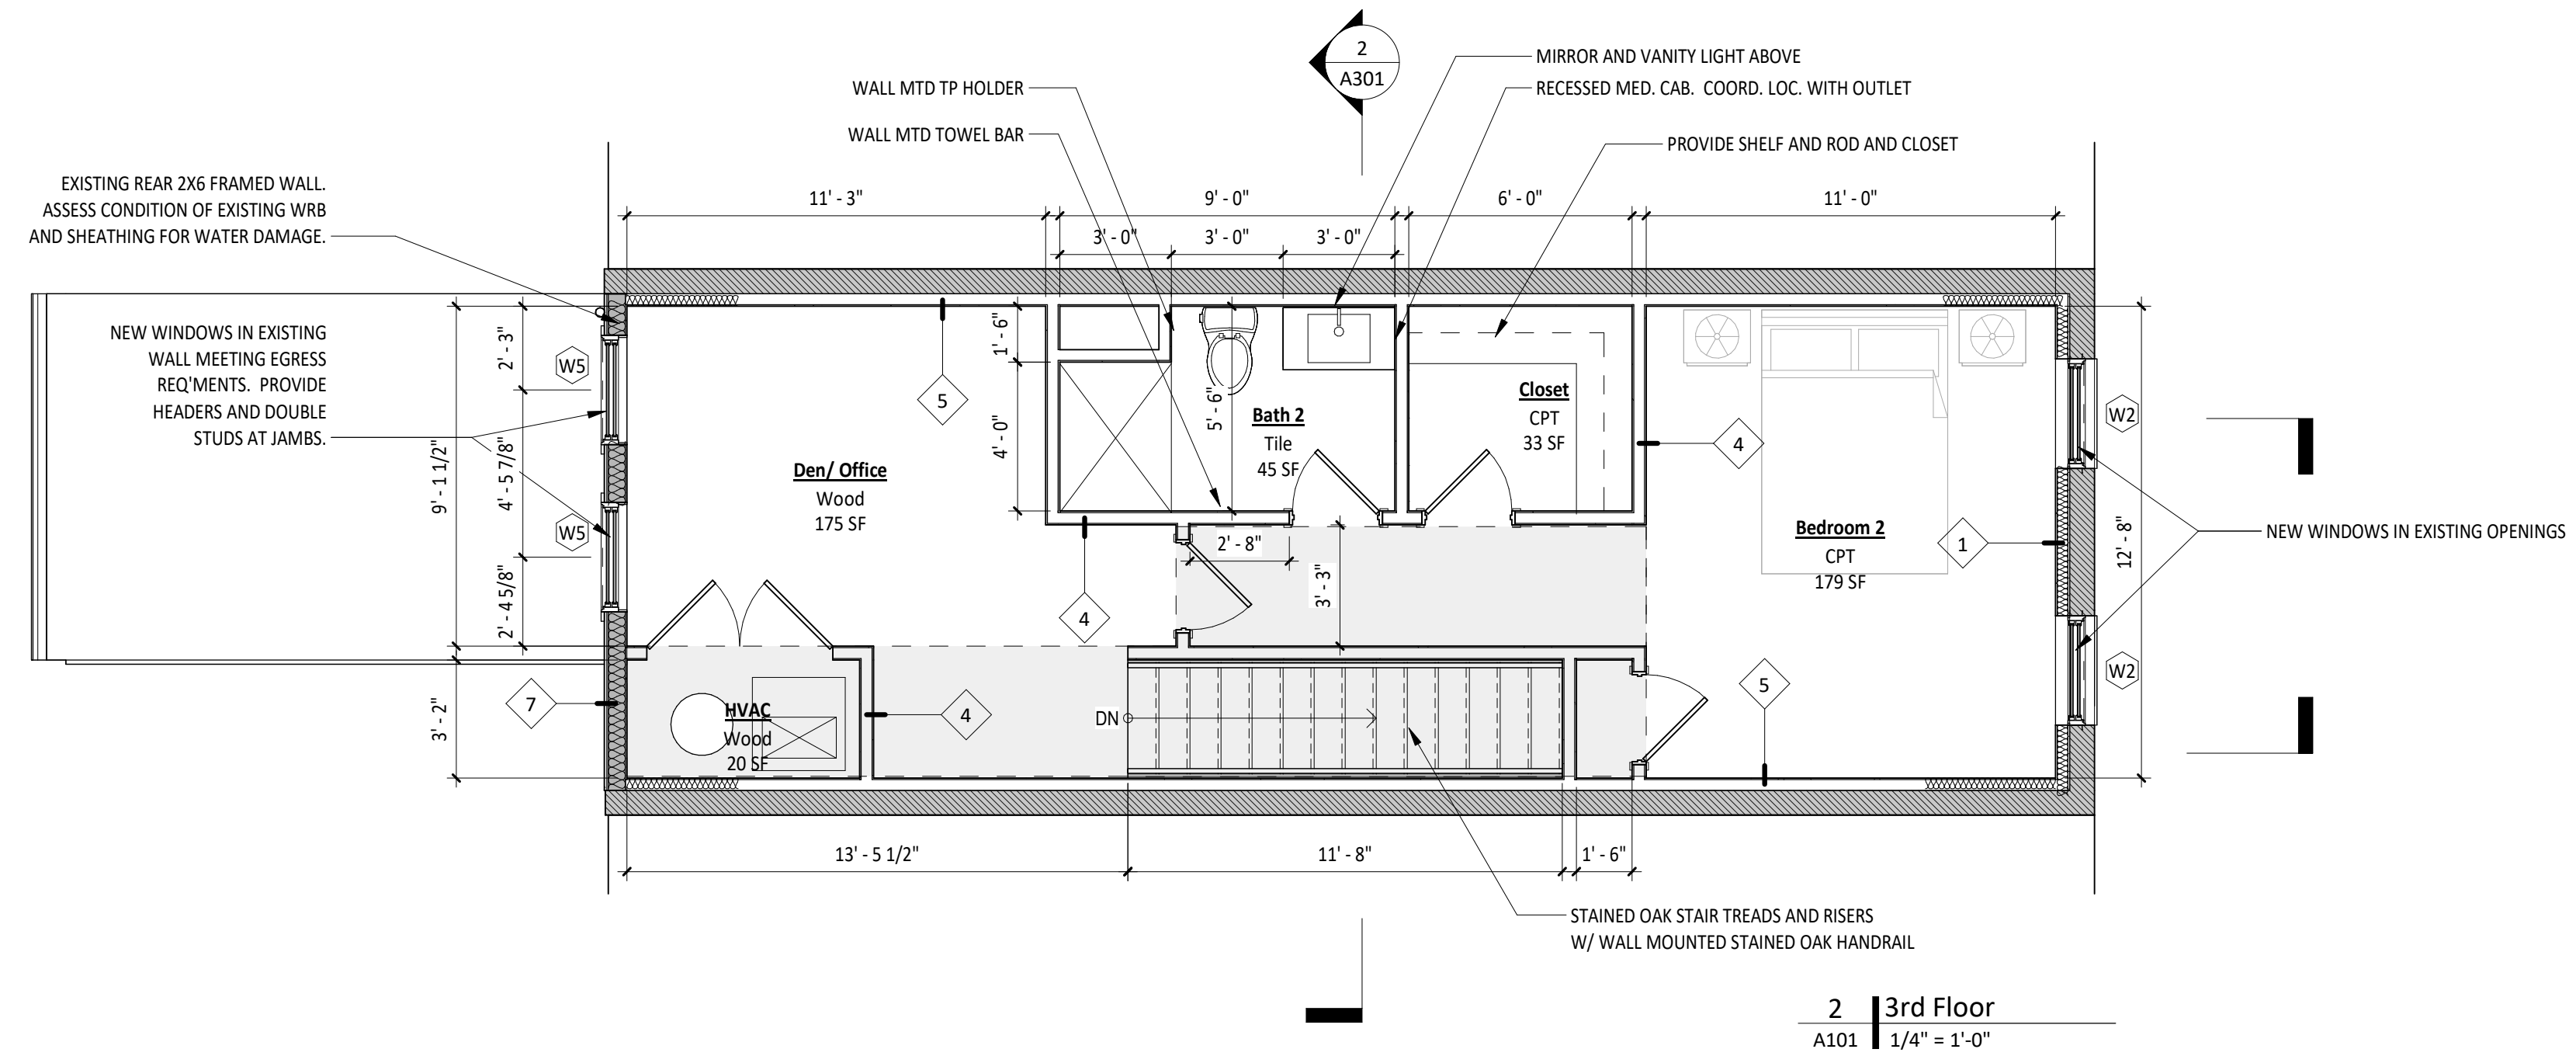 2
A301
MIRROR AND VANITY LIGHT ABOVE
WALL MTD TP HOLDER
RECESSED MED. CAB.  COORD. LOC. WITH OUTLET
WALL MTD TOWEL BAR
PROVIDE SHELF AND ROD AND CLOSET
EXISTING REAR 2X6 FRAMED WALL.
ASSESS CONDITION OF EXISTING WRB
AND SHEATHING FOR WATER DAMAGE.
11' - 3"
9' - 0"
6' - 0"
11' - 0"
3' - 0"
3' - 0"
3' - 0"
NEW WINDOWS IN EXISTING
WALL MEETING EGRESS
REQ'MENTS.  PROVIDE
HEADERS AND DOUBLE
STUDS AT JAMBS.
2' - 3"
4' - 5 7/8"
2' - 4 5/8"
9' - 1 1/2"
3' - 2"
W5
W5
7
5
1' - 6"
4' - 0"
5' - 6"
Den/ Office
Wood
175 SF
Bath 2
Tile
45 SF
Closet
CPT
33 SF
4
W2
Bedroom 2
CPT
179 SF
1
12' - 8"
NEW WINDOWS IN EXISTING OPENINGS
2' - 8"
3' - 3"
4
W2
5
HVAC
Wood
20 SF
4
DN
13' - 5 1/2"
11' - 8"
1' - 6"
STAINED OAK STAIR TREADS AND RISERS
W/ WALL MOUNTED STAINED OAK HANDRAIL
2
3rd Floor
A101
1/4" = 1'-0"